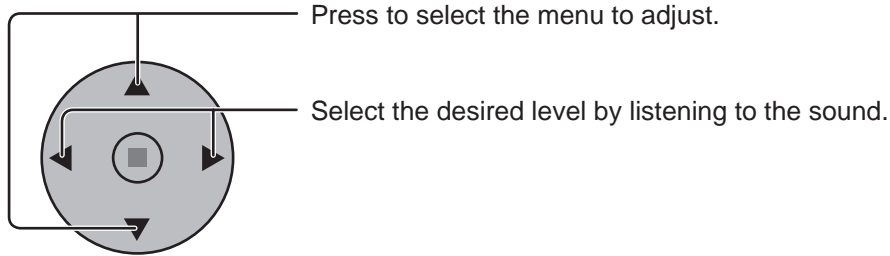 Press to select the menu to adjust.
Select the desired level by listening to the sound.